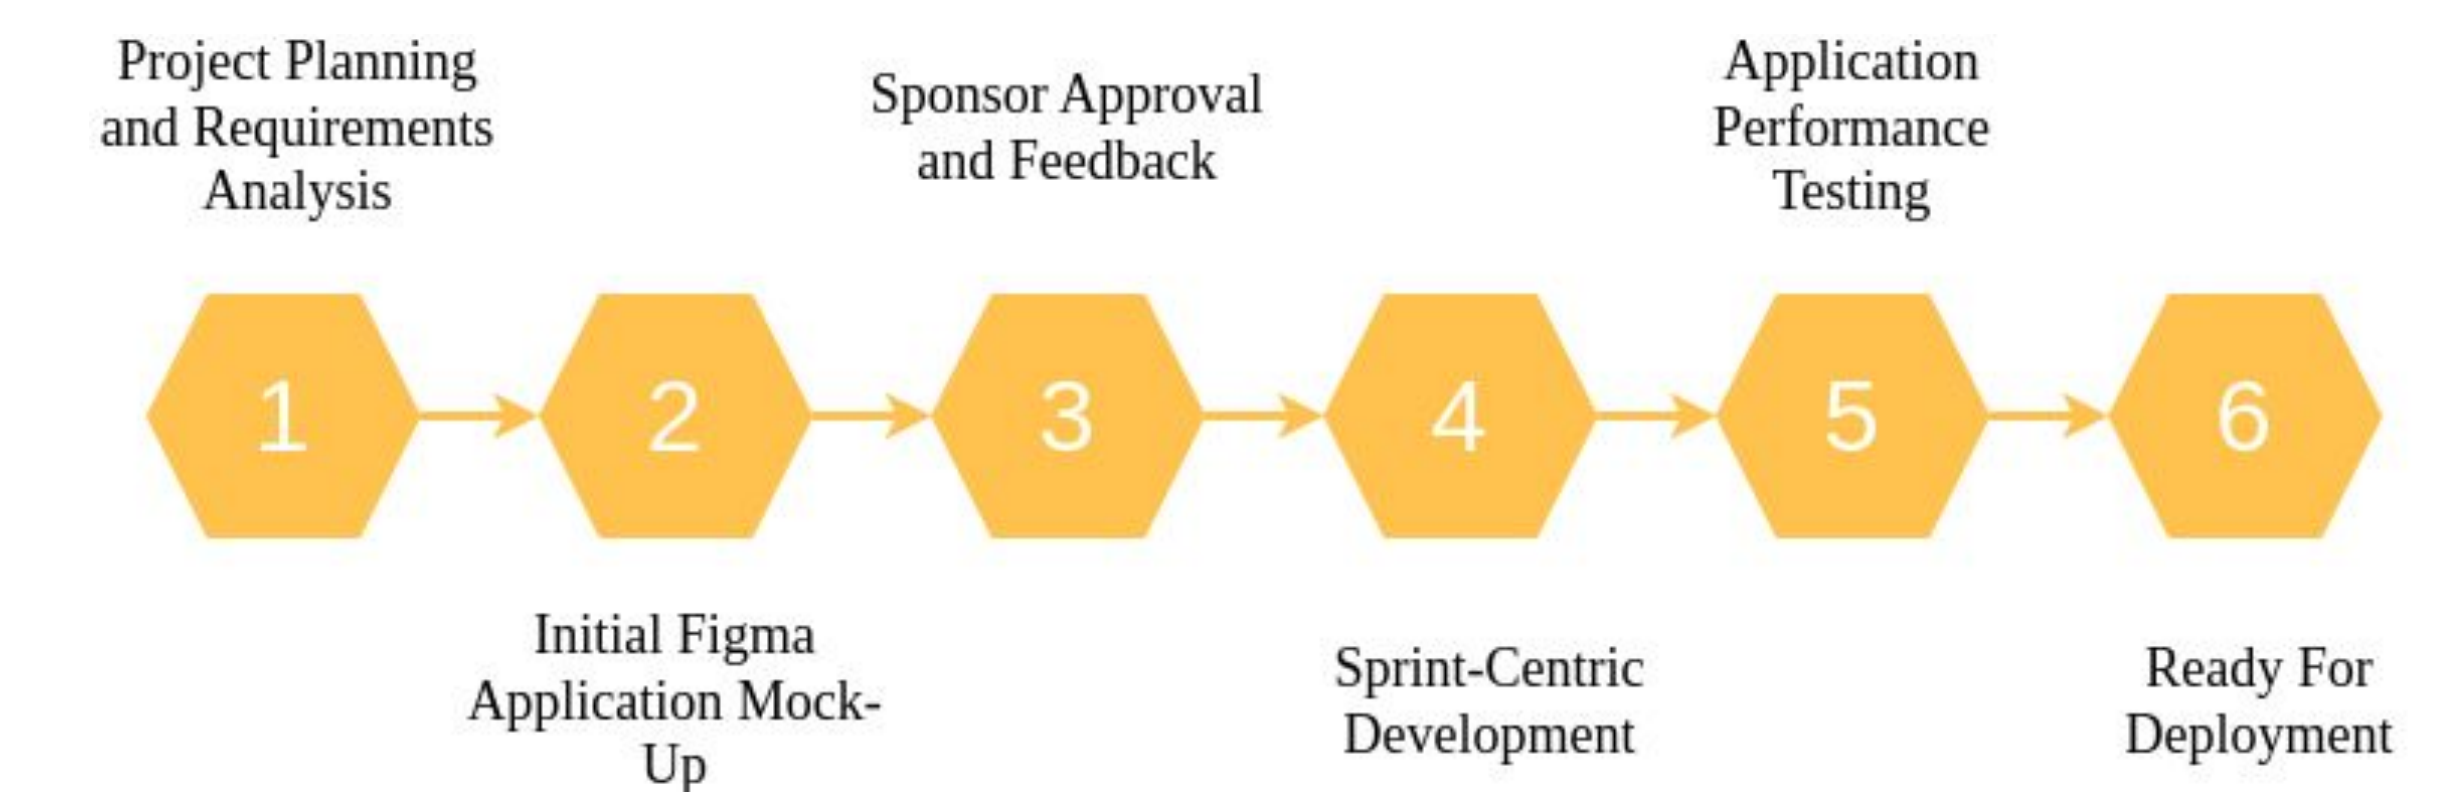 Project Planning
and Requirements
Analysis
Sponsor Approval
and Feedback
Application
Performance
Testing
1
2
3
4
5
6
Initial Figma
Application Mock-
Up
Sprint-Centric
Development
Ready For
Deployment